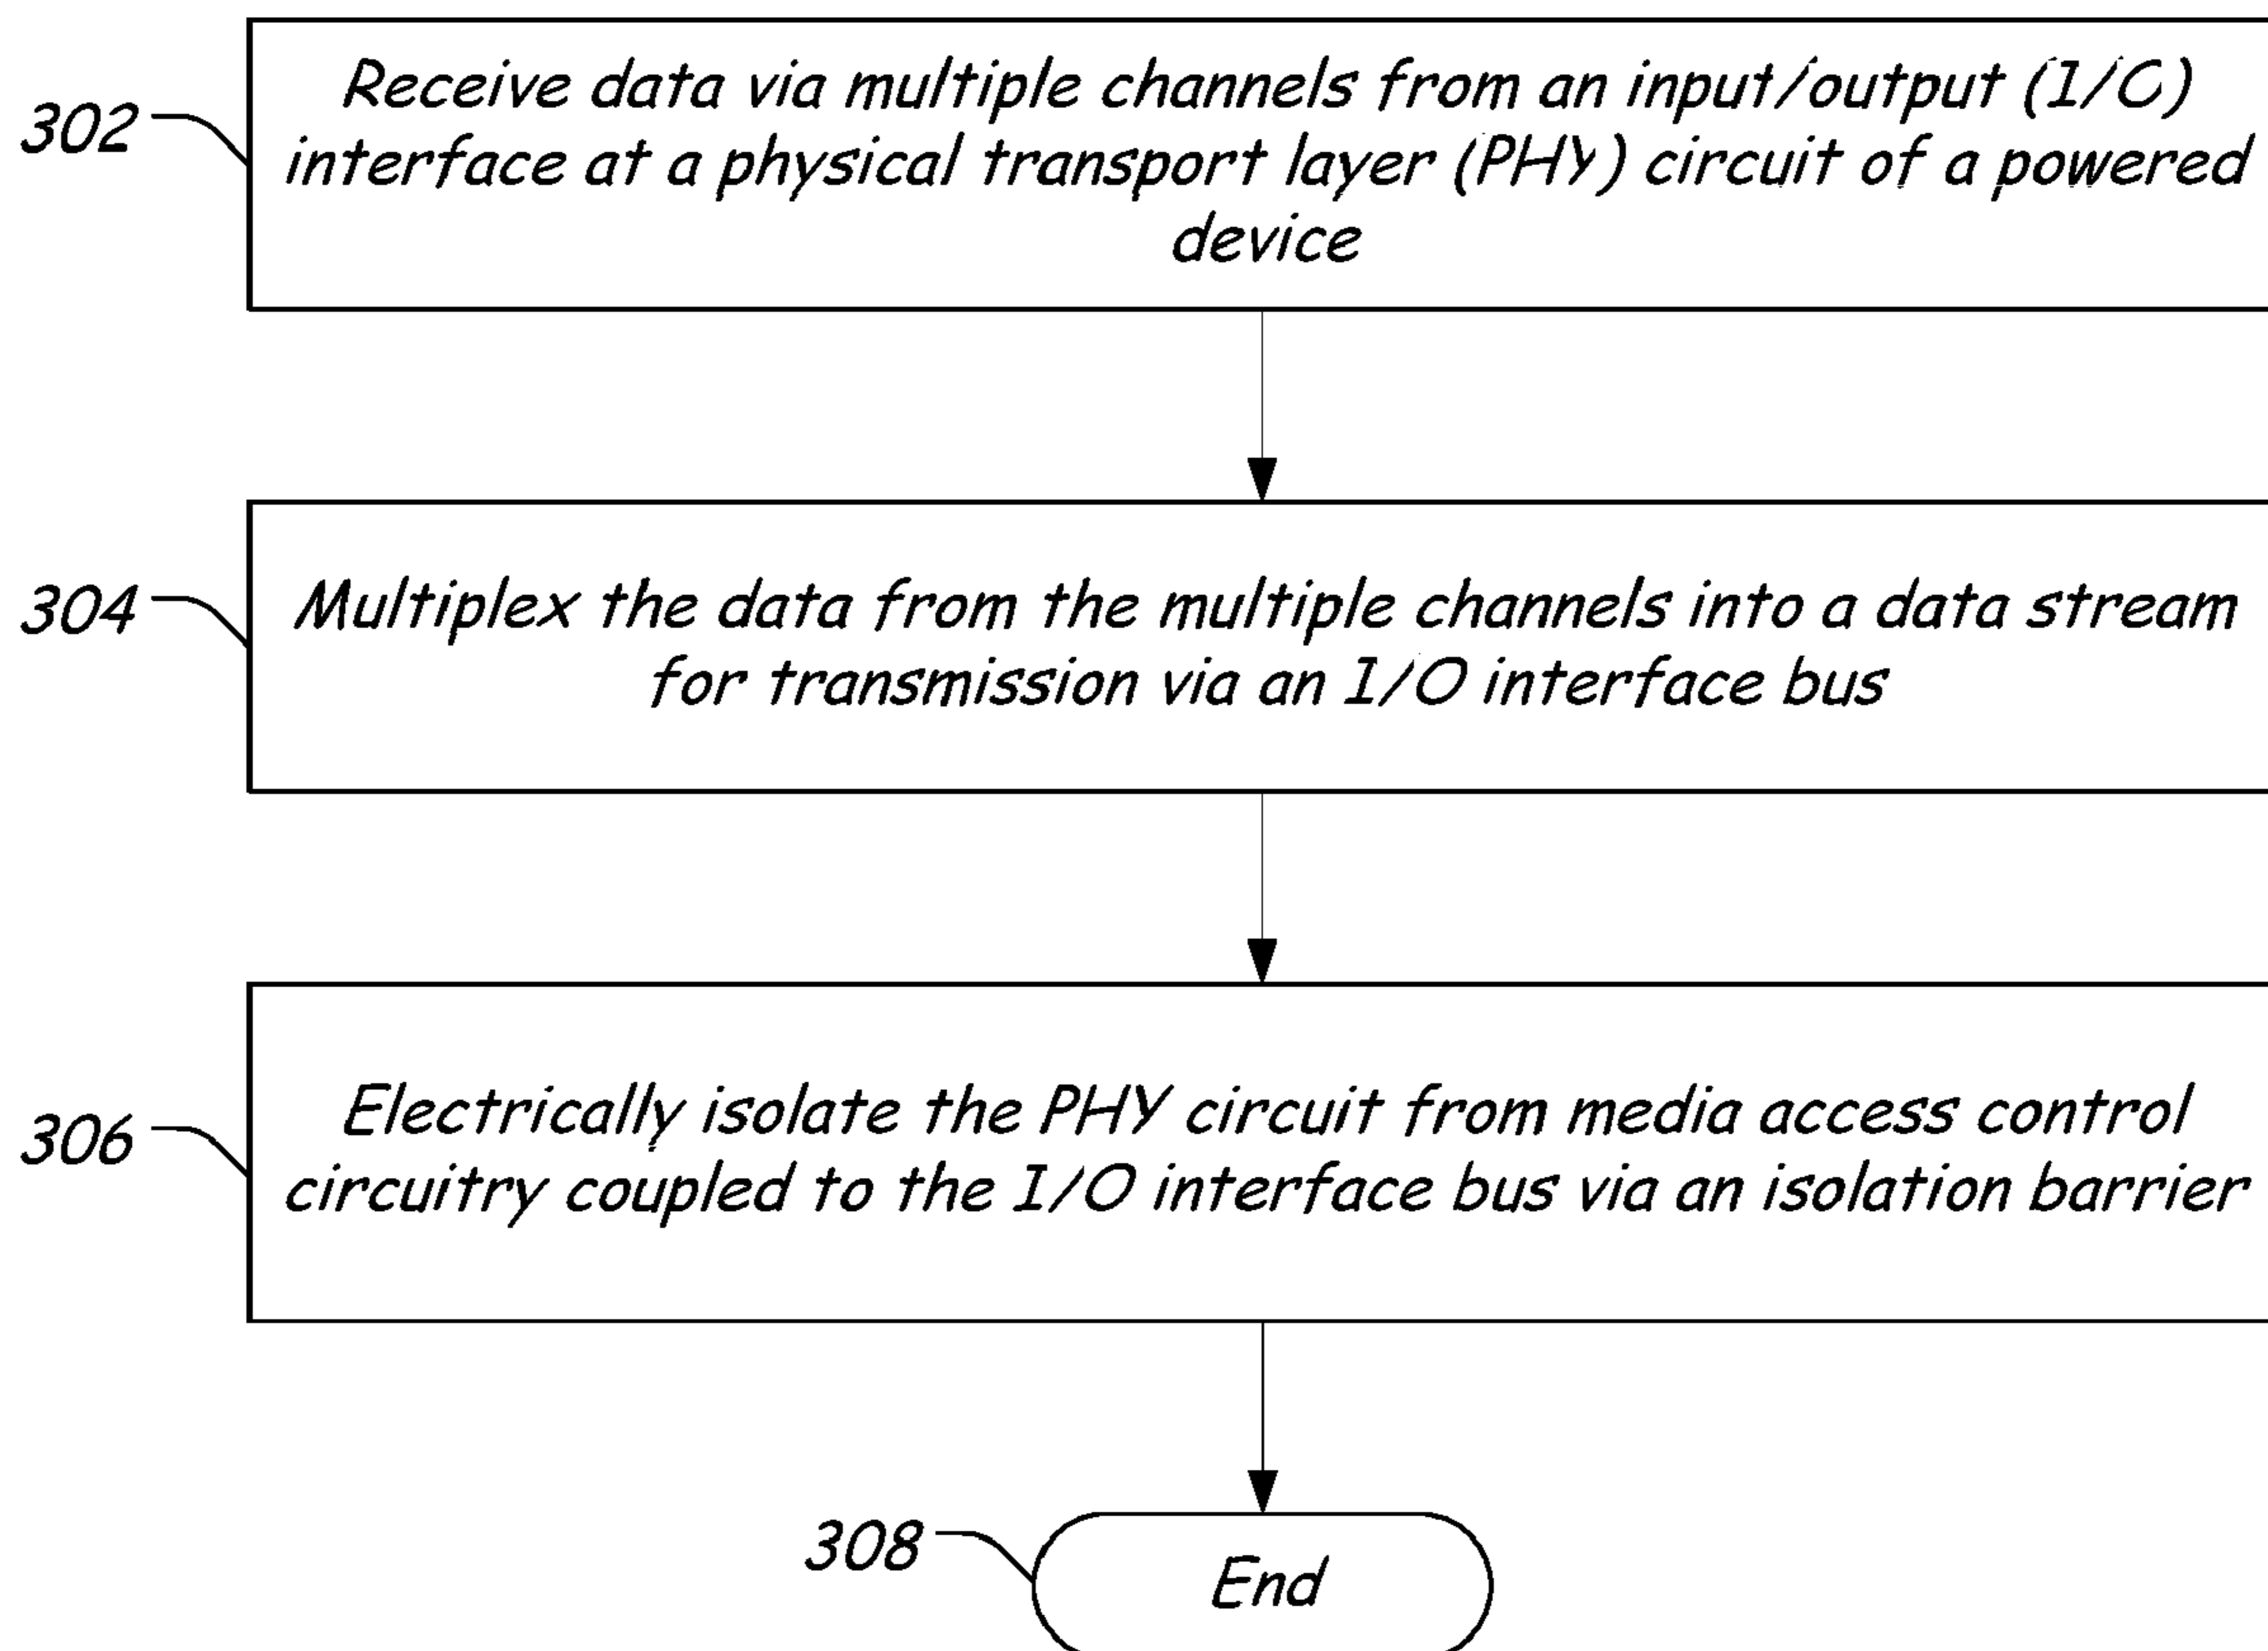 302
Receive data via multiple channels from an input/output (I/O)
interface at a physical transport layer (PHY) circuit of a powered
device
304
Multiplex the data from the multiple channels into a data stream
for transmission via an I/O interface bus
306
Electrically isolate the PHY circuit from media access control
circuitry coupled to the I/O interface bus via an isolation barrier
308
End